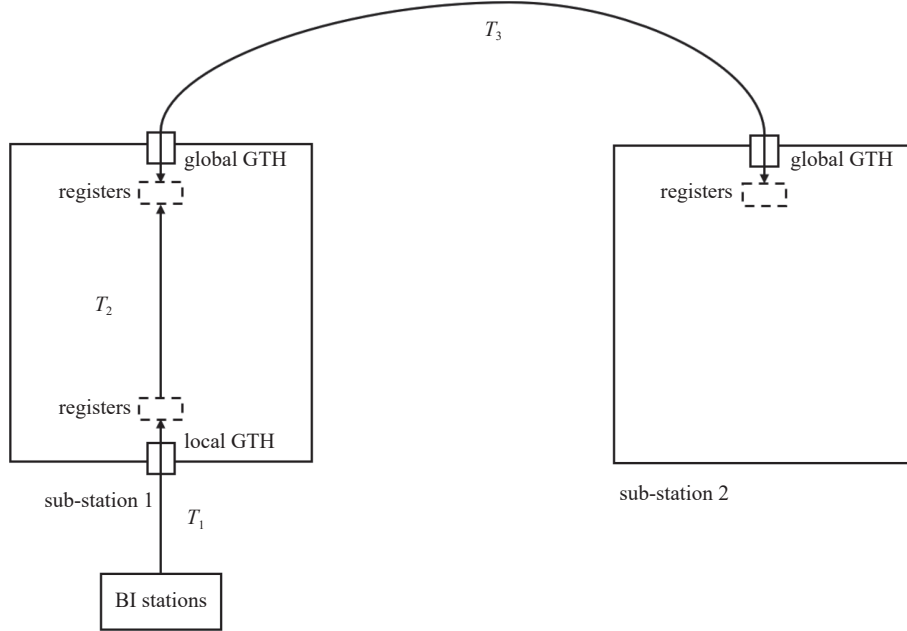 T₃
global GTH
global GTH
registers
registers
T₂
registers
local GTH
sub-station 1
sub-station 2
T₁
BI stations